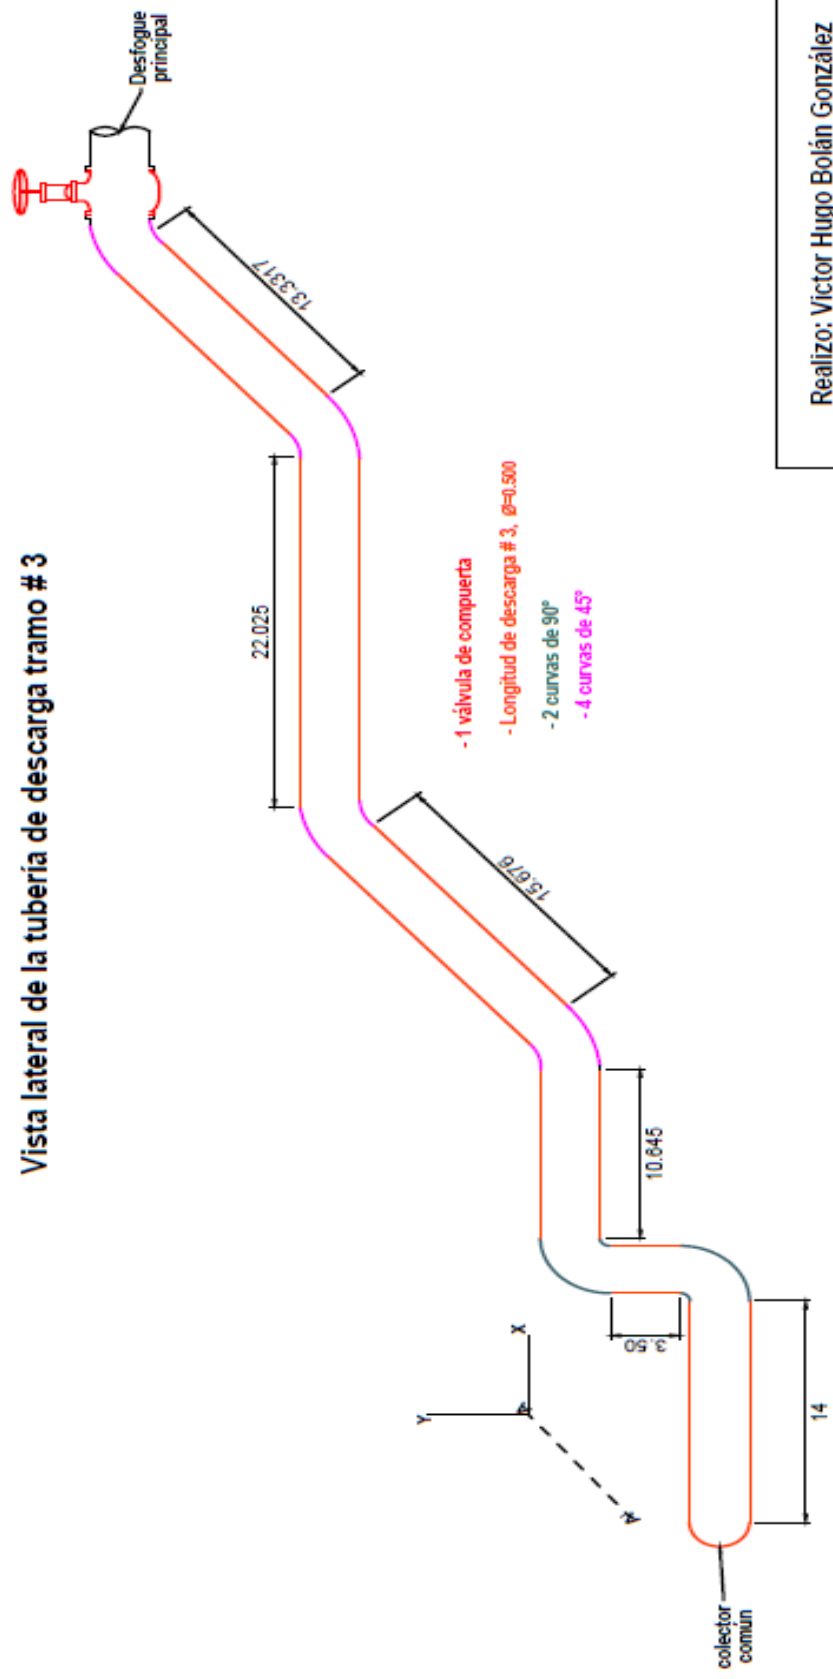 Vista lateral de la tubería de descarga tramo # 3
Desfogue
principal
13.3317
22.025
- 1 válvula de compuerta
- Longitud de descarga # 3, Ø=0.500
- 2 curvas de 90°
- 4 curvas de 45°
15.676
10.645
3.50
Y
X
14
colector
común
Realizo: Victor Hugo Bolán González